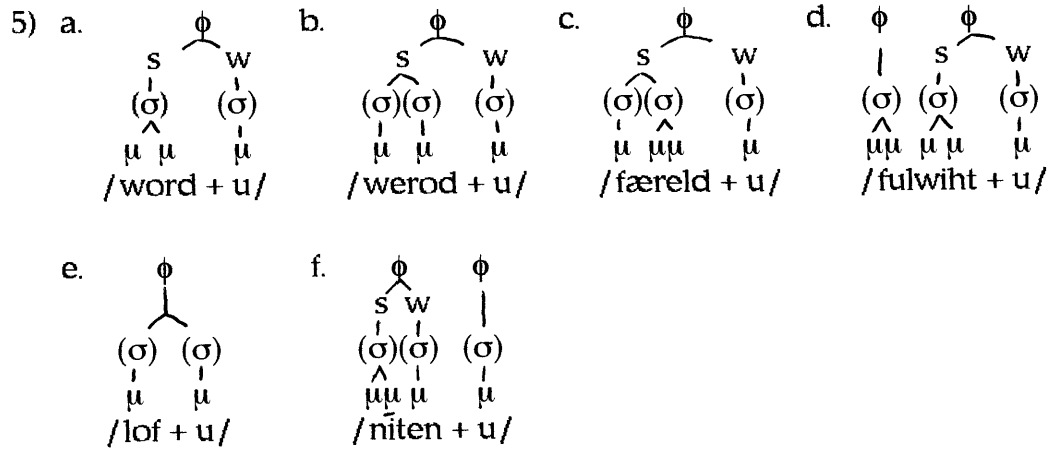 5) a. ϕ b. ϕ c. ϕ d. ϕ ϕ
s w s w s w s w
(σ) (σ) (σ)(σ) (σ) (σ)(σ) (σ) (σ) (σ) (σ)
μ μ μ μ μ μ μ μμ μ μμ μ μ μ
/word + u/ /werod + u/ /færeld + u/ /fulwiht + u/
e. ϕ f. ϕ ϕ
s w
(σ) (σ) (σ)(σ) (σ)
μ μ μμ μ μ
/lof + u/ /nīten + u/